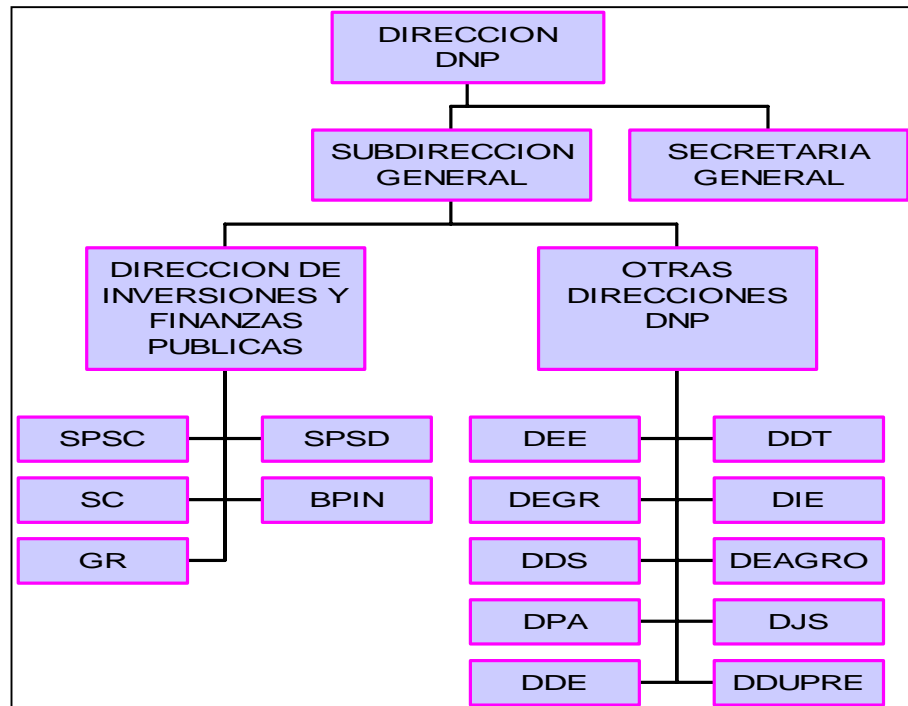 DIRECCION
DNP
SUBDIRECCION
GENERAL
SECRETARIA
GENERAL
DIRECCION DE
INVERSIONES Y
FINANZAS
PUBLICAS
OTRAS
DIRECCIONES
DNP
SPSC
SPSD
SC
BPIN
GR
DEE
DDT
DEGR
DIE
DDS
DEAGRO
DPA
DJS
DDE
DDUPRE